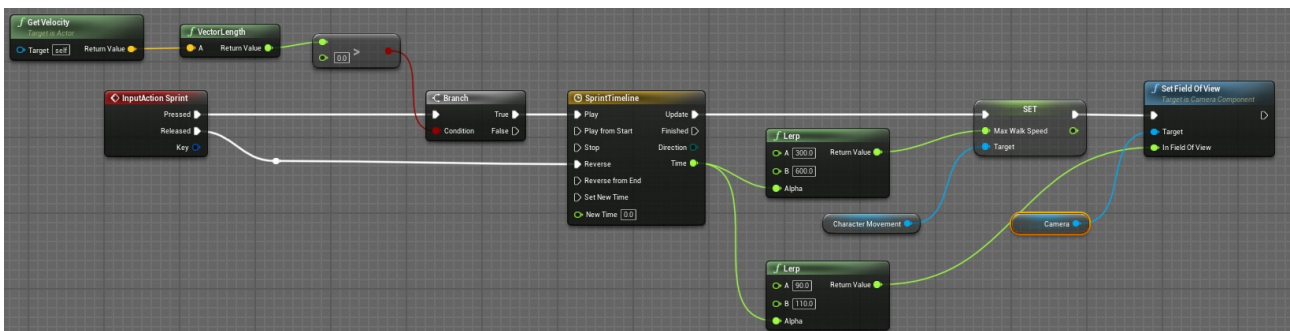 GetVelocity
Target is Actor
Target self Return Value
VectorLength
A Return Value
0.0 >
InputAction Sprint
Pressed
Released
Key
Branch
True
Condition False
SprintTimeline
Play Update
Play from Start Finished
Stop Direction
Reverse Time
Reverse from End
Set New Time
New Time 0.0
Lerp
A 300.0 Return Value
B 600.0
Alpha
Character Movement
Lerp
A 90.0 Return Value
B 110.0
Alpha
SET
Max Walk Speed
Target
Camera
Set Field Of View
Target is Camera Component
Target
In Field Of View